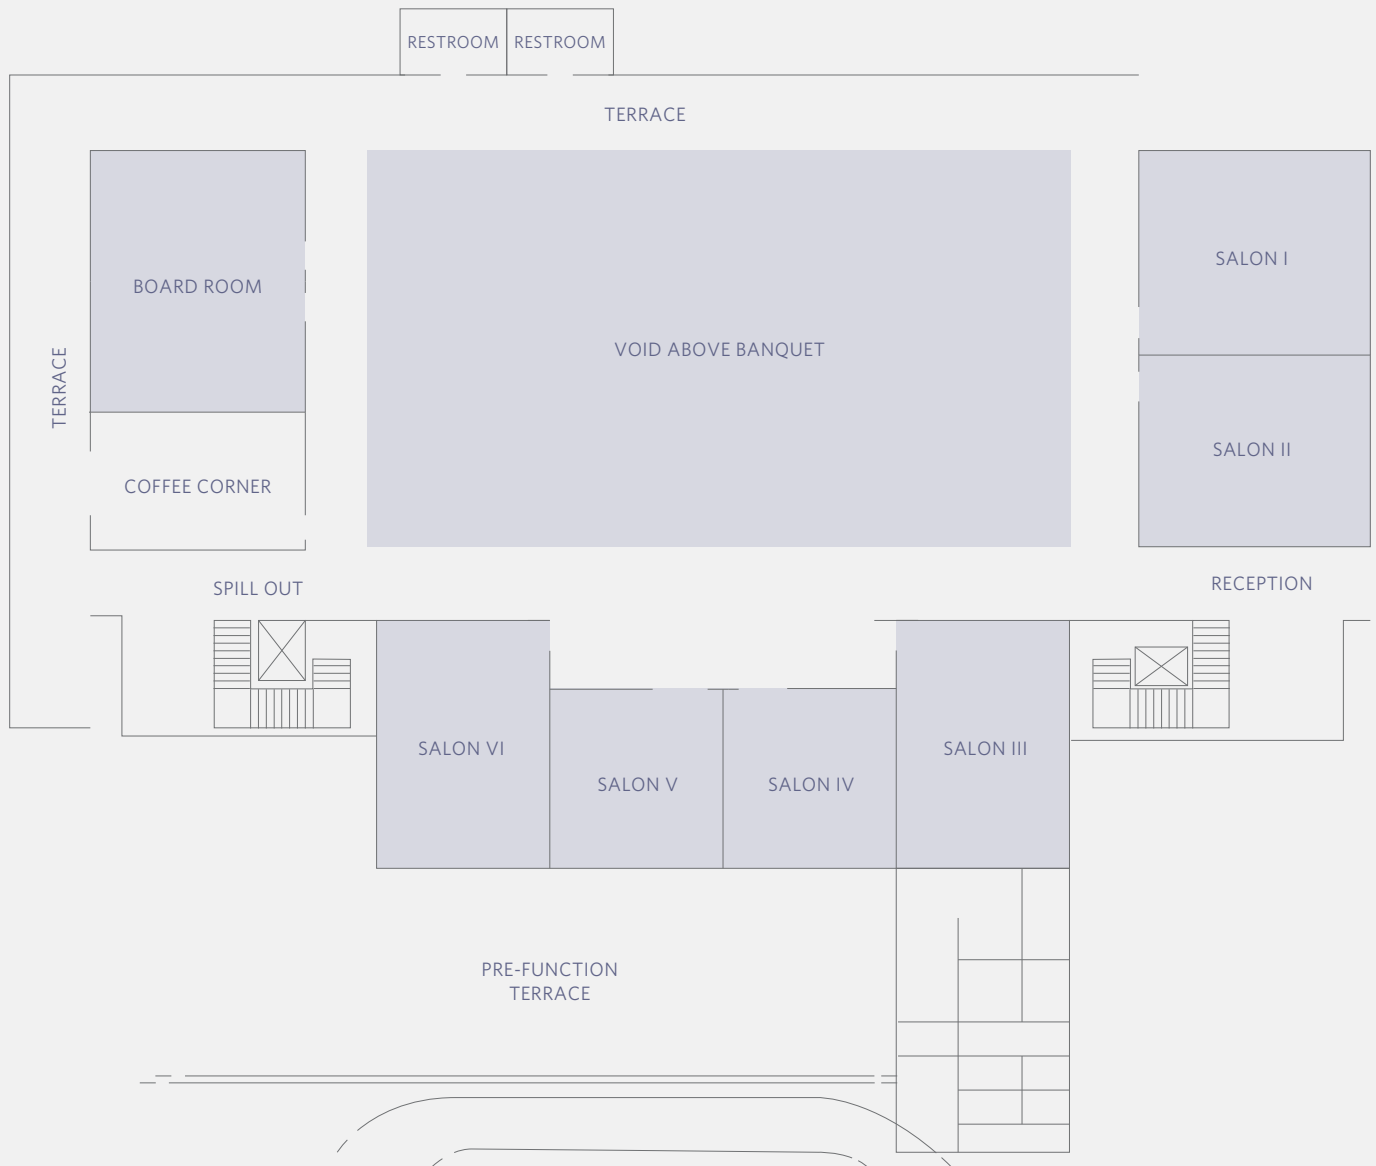 RESTROOM
RESTROOM
TERRACE
BOARD ROOM
SALON I
VOID ABOVE BANQUET
TERRACE
SALON II
COFFEE CORNER
SPILL OUT
RECEPTION
SALON VI
SALON V
SALON IV
SALON III
PRE-FUNCTION
TERRACE